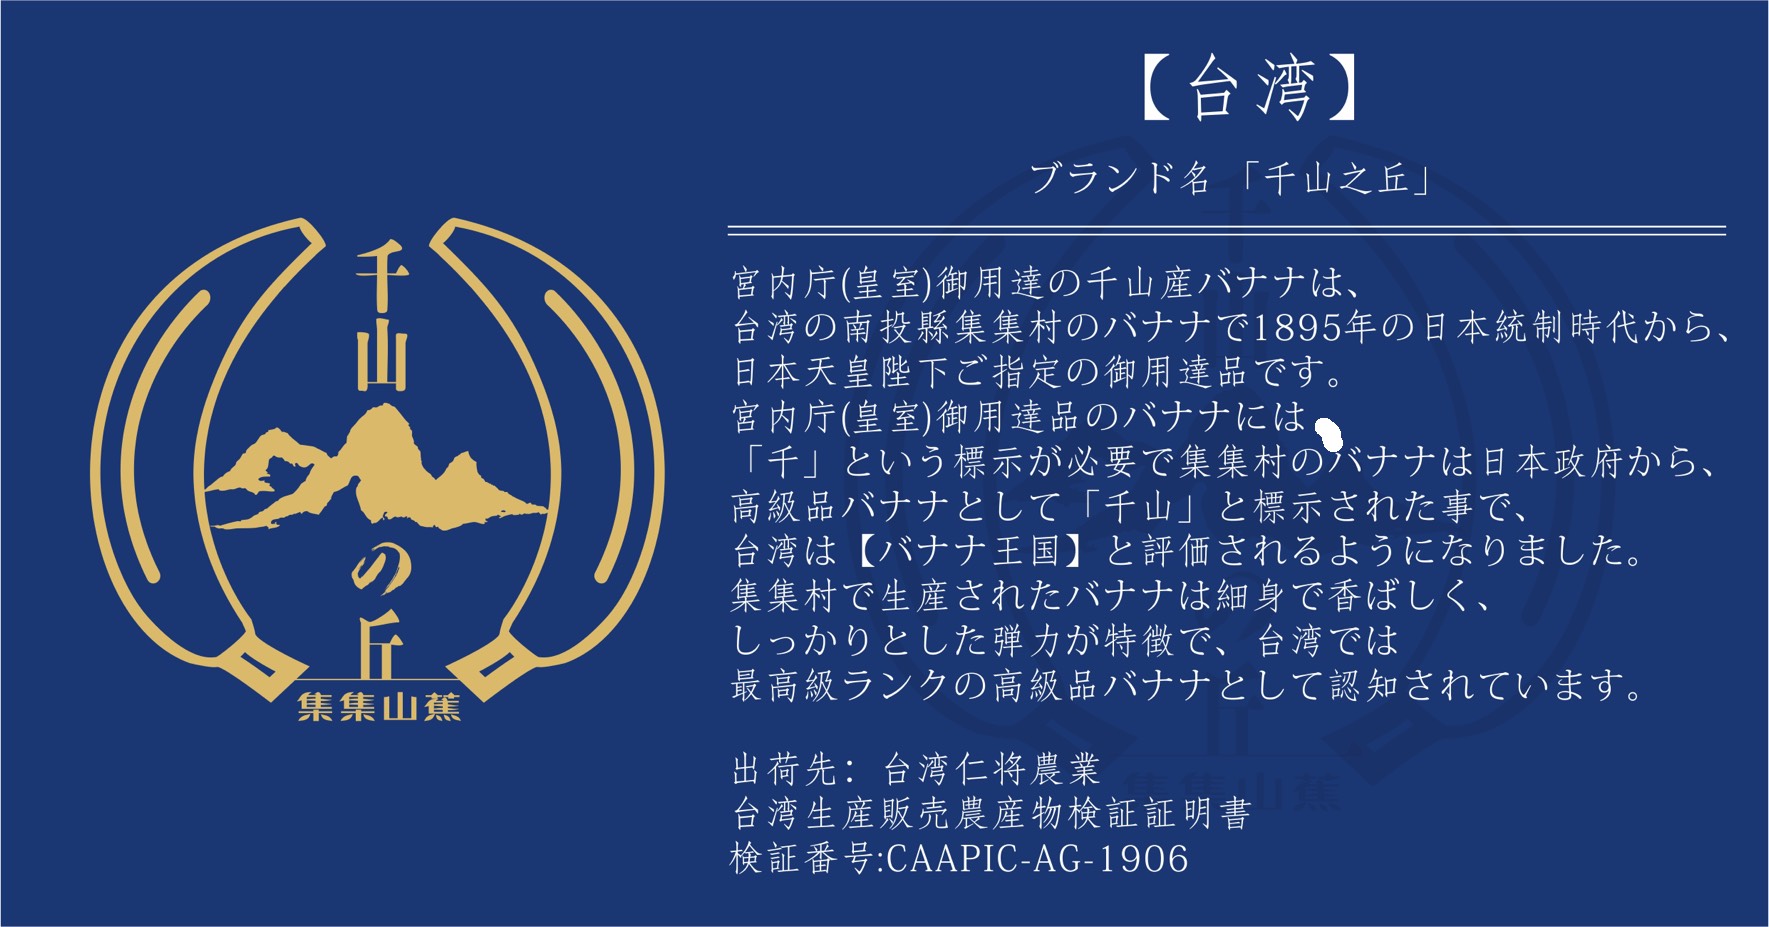 千山の丘
集集山蕉
【台湾】
ブランド名「千山之丘」
宮内庁(皇室)御用達の千山産バナナは、
台湾の南投縣集集村のバナナで1895年の日本統制時代から、
日本天皇陛下ご指定の御用達品です。
宮内庁(皇室)御用達品のバナナには
「千」という標示が必要で集集村のバナナは日本政府から、
高級品バナナとして「千山」と標示された事で、
台湾は【バナナ王国】と評価されるようになりました。
集集村で生産されたバナナは細身で香ばしく、
しっかりとした弾力が特徴で、台湾では
最高級ランクの高級品バナナとして認知されています。
出荷先：台湾仁将農業
台湾生産販売農産物検証証明書
検証番号:CAAPIC-AG-1906